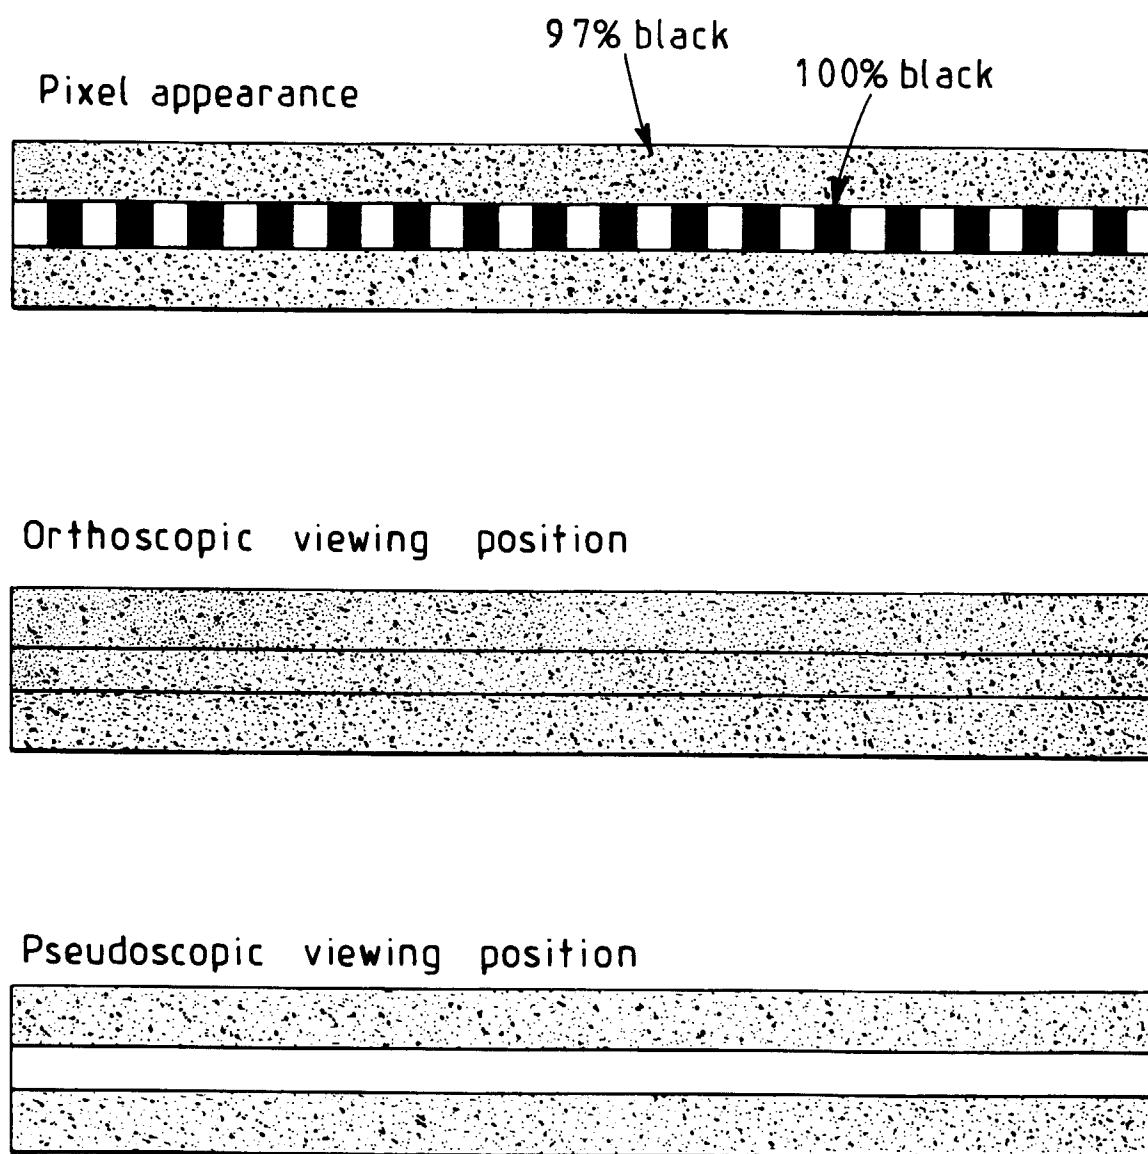 97% black
100% black
Pixel appearance
Orthoscopic viewing position
Pseudoscopic viewing position